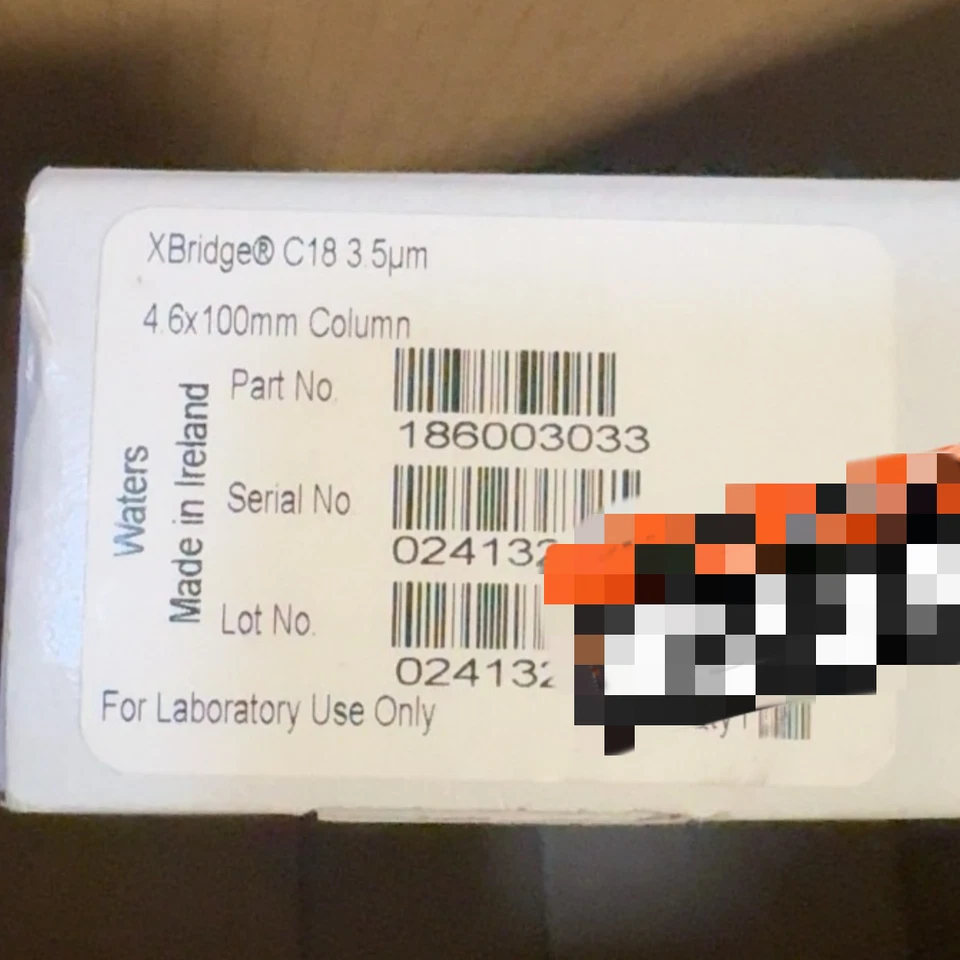 XBridge® C18 3.5µm
4.6x100mm Column
Part No.
186003033
Serial No
Lot No.
For Laboratory Use Only
Waters
Made in Ireland